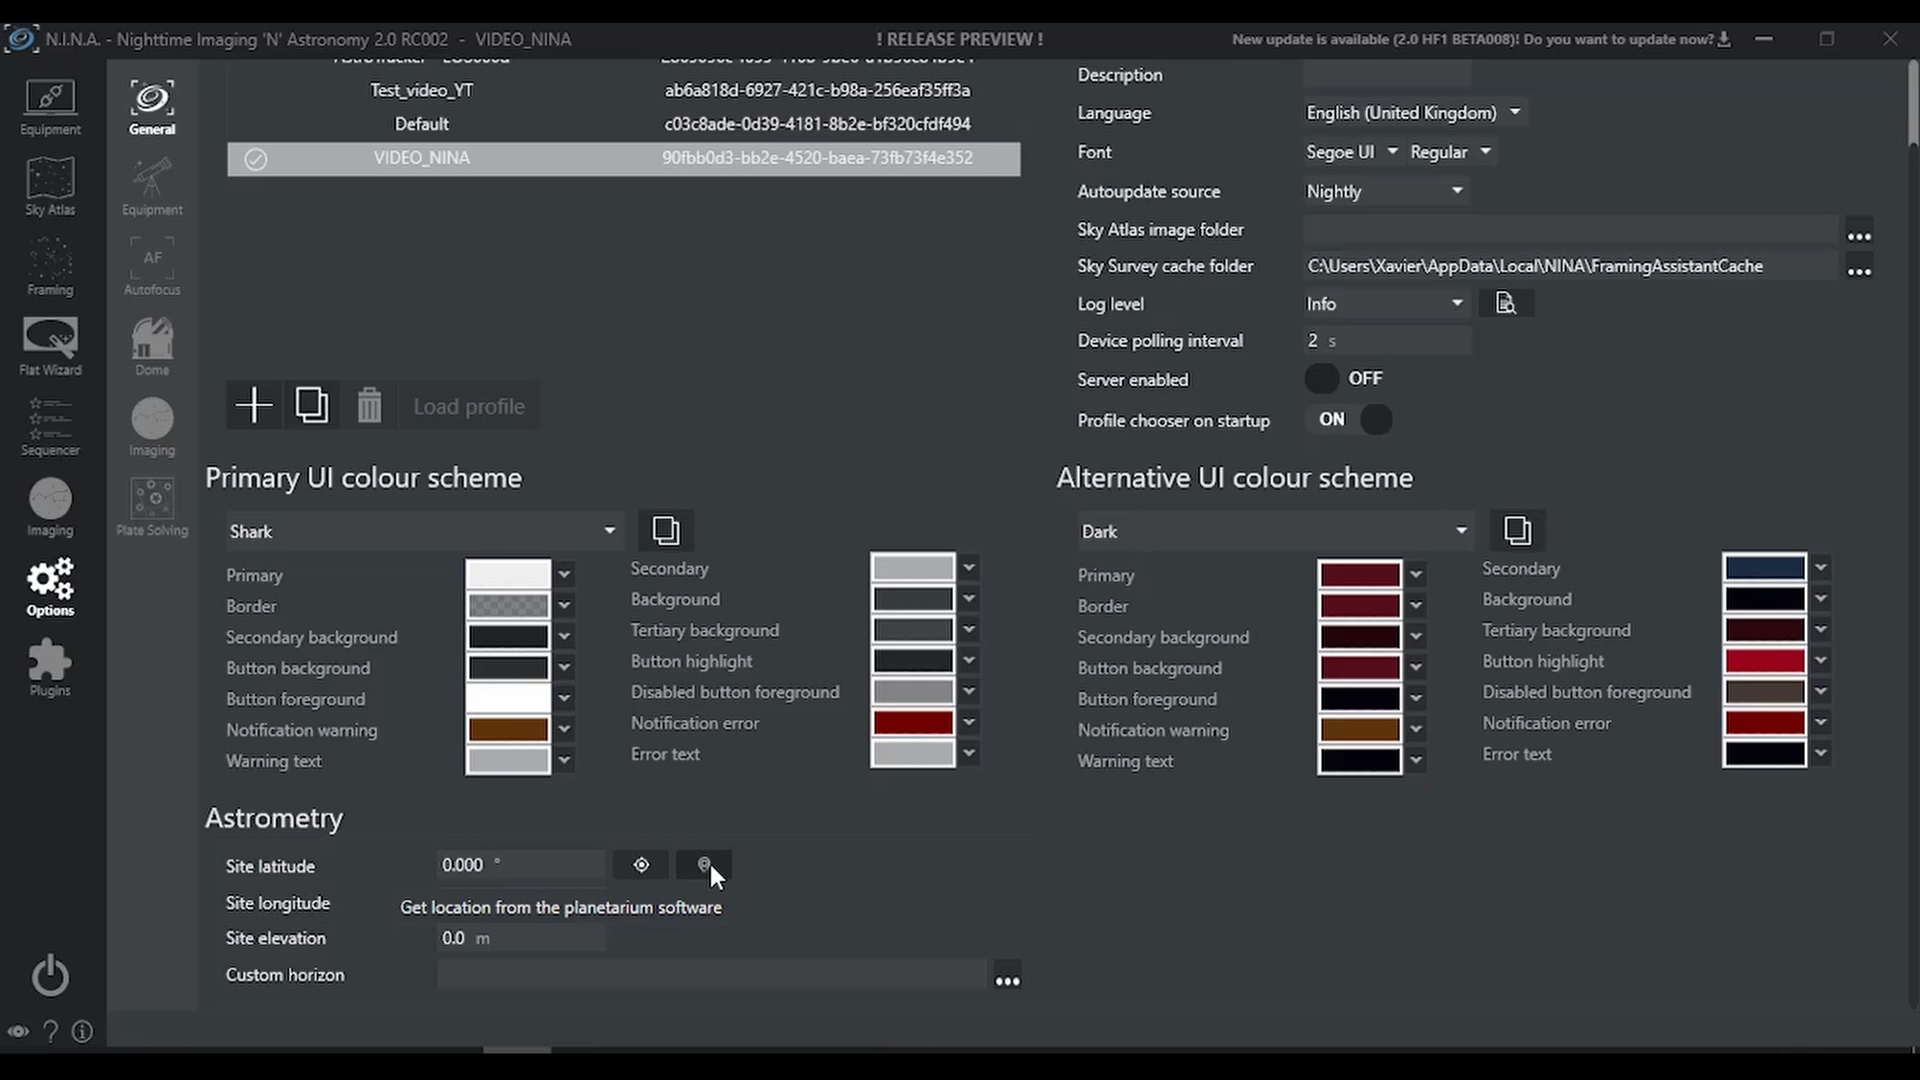 N.I.N.A. - Nighttime Imaging 'N' Astronomy 2.0 RC002 - VIDEO_NINA
! RELEASE PREVIEW !
New update is available (2.0 HF1 BETA008)! Do you want to update now?
Equipment
Sky Atlas
Framing
Flat Wizard
Sequencer
Imaging
Options
Plugins
General
Equipment
AF
Autofocus
Dome
Imaging
Plate Solving
Test_video_YT ab6a818d-6927-421c-b98a-256eaf35ff3a
Default c03c8ade-0d39-4181-8b2e-bf320cfdf494
VIDEO_NINA 90fbb0d3-bb2e-4520-baea-73fb73f4e352
Load profile
Description
Language English (United Kingdom)
Font Segoe UI Regular
Autoupdate source Nightly
Sky Atlas image folder ...
Sky Survey cache folder C:\Users\Xavier\AppData\Local\NINA\FramingAssistantCache ...
Log level Info
Device polling interval 2 s
Server enabled OFF
Profile chooser on startup ON
Primary UI colour scheme
Shark
Primary
Border
Secondary background
Button background
Button foreground
Notification warning
Warning text
Secondary
Background
Tertiary background
Button highlight
Disabled button foreground
Notification error
Error text
Alternative UI colour scheme
Dark
Primary
Border
Secondary background
Button background
Button foreground
Notification warning
Warning text
Secondary
Background
Tertiary background
Button highlight
Disabled button foreground
Notification error
Error text
Astrometry
Site latitude 0.000 °
Site longitude
Get location from the planetarium software
Site elevation 0.0 m
Custom horizon ...